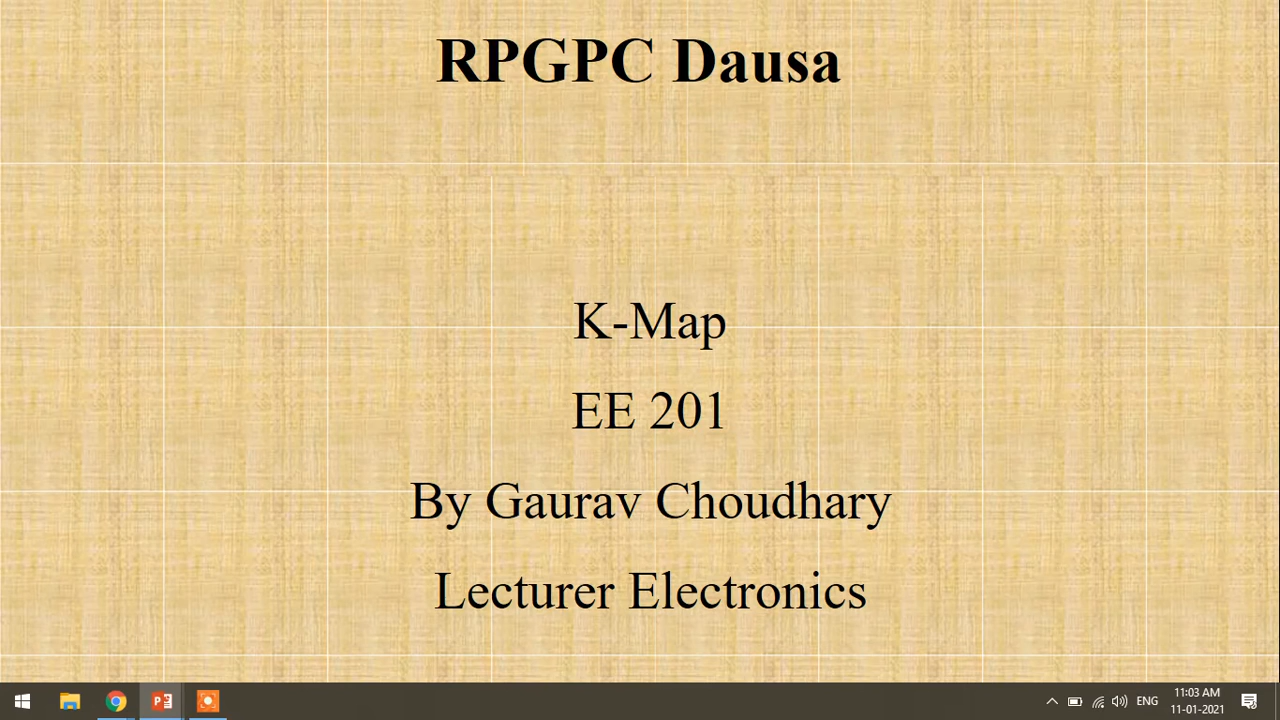 RPGPC Dausa
K-Map
EE 201
By Gaurav Choudhary
Lecturer Electronics
ENG
11:03 AM
11-01-2021